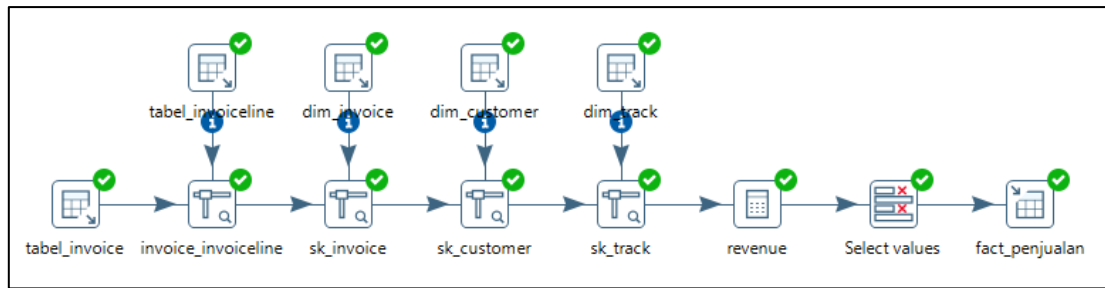 tabel_invoiceline dim_invoice dim_customer dim_track
tabel_invoice invoice_invoiceline sk_invoice sk_customer sk_track revenue Select values fact_penjualan